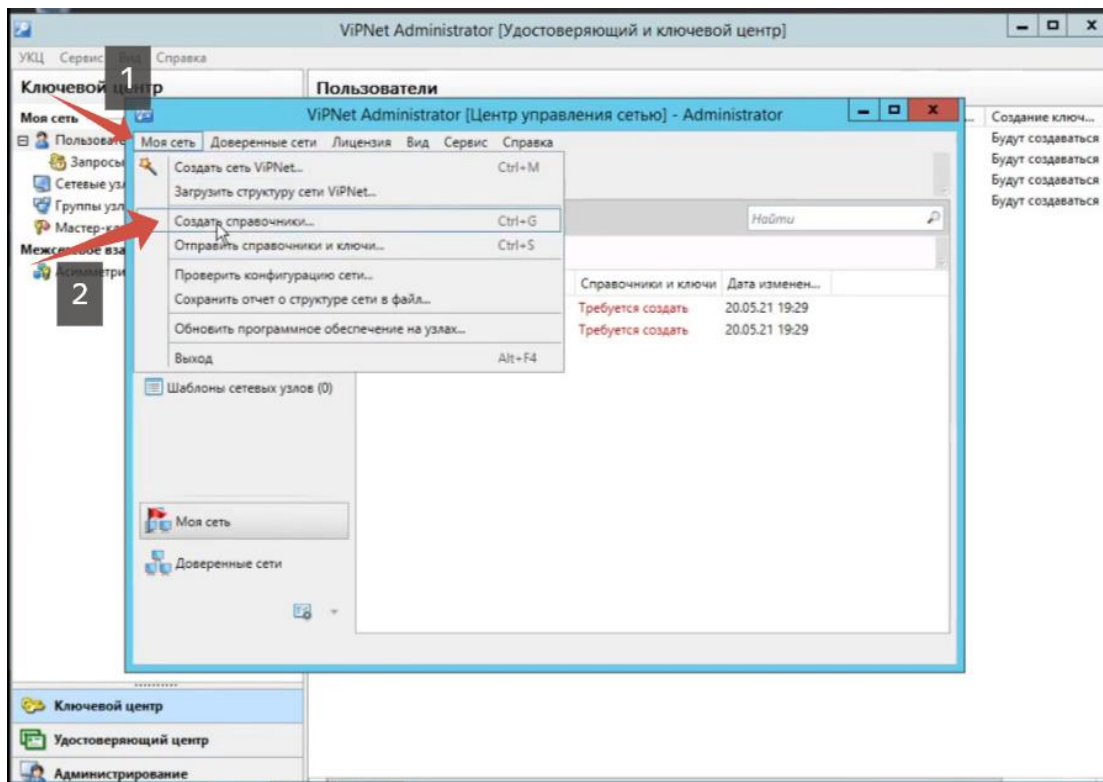 ViPNet Administrator [Удостоверяющий и ключевой центр]
УКЦ Сервис Справка
1
Ключевой центр
Пользователи
Моя сеть
ViPNet Administrator [Центр управления сетью] - Administrator
Создание ключ...
Моя сеть Доверенные сети Лицензия Вид Сервис Справка
Будут создаваться
Запросы
Создать сеть ViPNet... Ctrl+M
Будут создаваться
Сетевые
Загрузить структуру сети ViPNet...
Будут создаваться
Группы
Будут создаваться
Создать справочники... Ctrl+G
Найти
Отправить справочники и ключи... Ctrl+S
2
Проверить конфигурацию сети...
Справочники и ключи Дата изменен...
Сохранить отчет о структуре сети в файл...
Требуется создать 20.05.21 19:29
Обновить программное обеспечение на узлах...
Требуется создать 20.05.21 19:29
Выход Alt+F4
Шаблоны сетевых узлов (0)
Моя сеть
Доверенные сети
Ключевой центр
Удостоверяющий центр
Администрирование